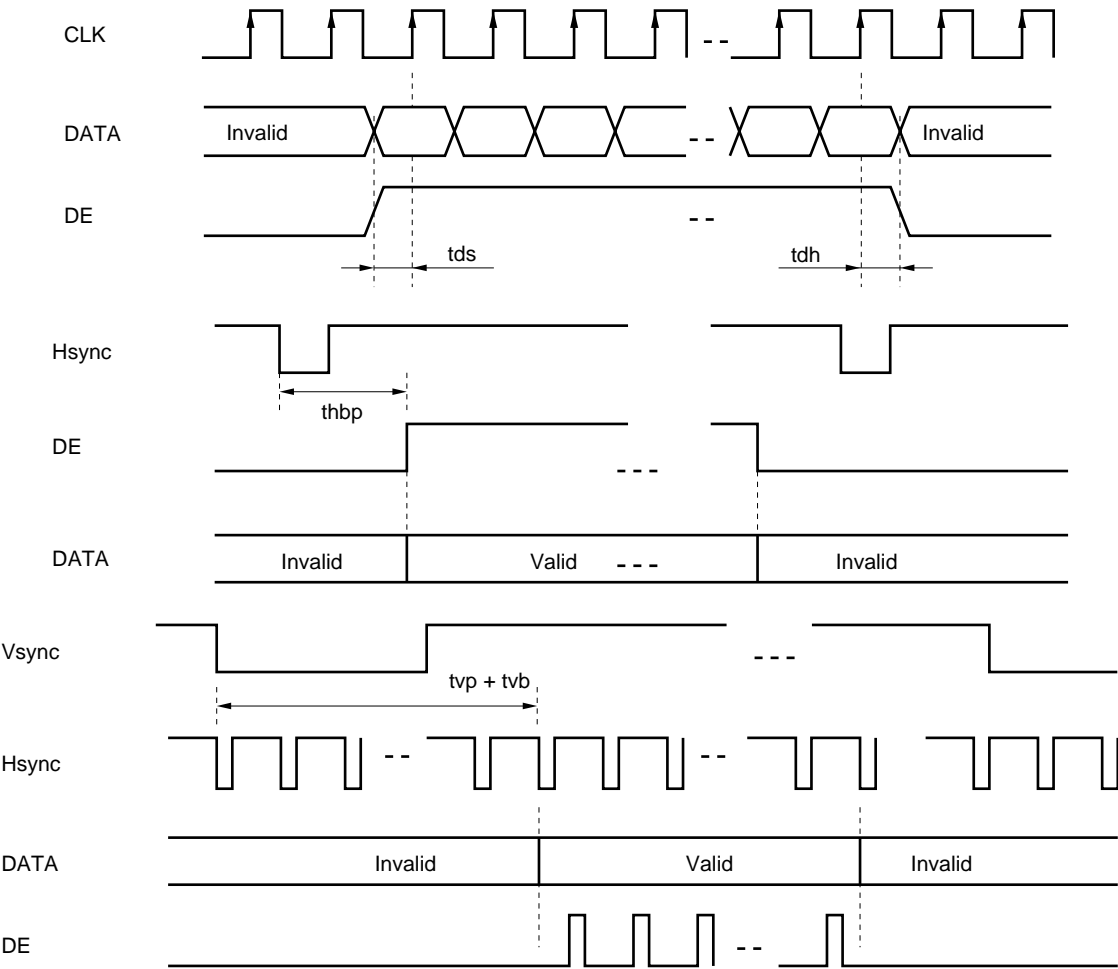 CLK
DATA
Invalid
- -
Invalid
DE
- -
tds
tdh
Hsync
thbp
DE
- - -
DATA
Invalid
Valid
- - -
Invalid
Vsync
- - -
tvp + tvb
Hsync
- -
- -
DATA
Invalid
Valid
Invalid
DE
- -